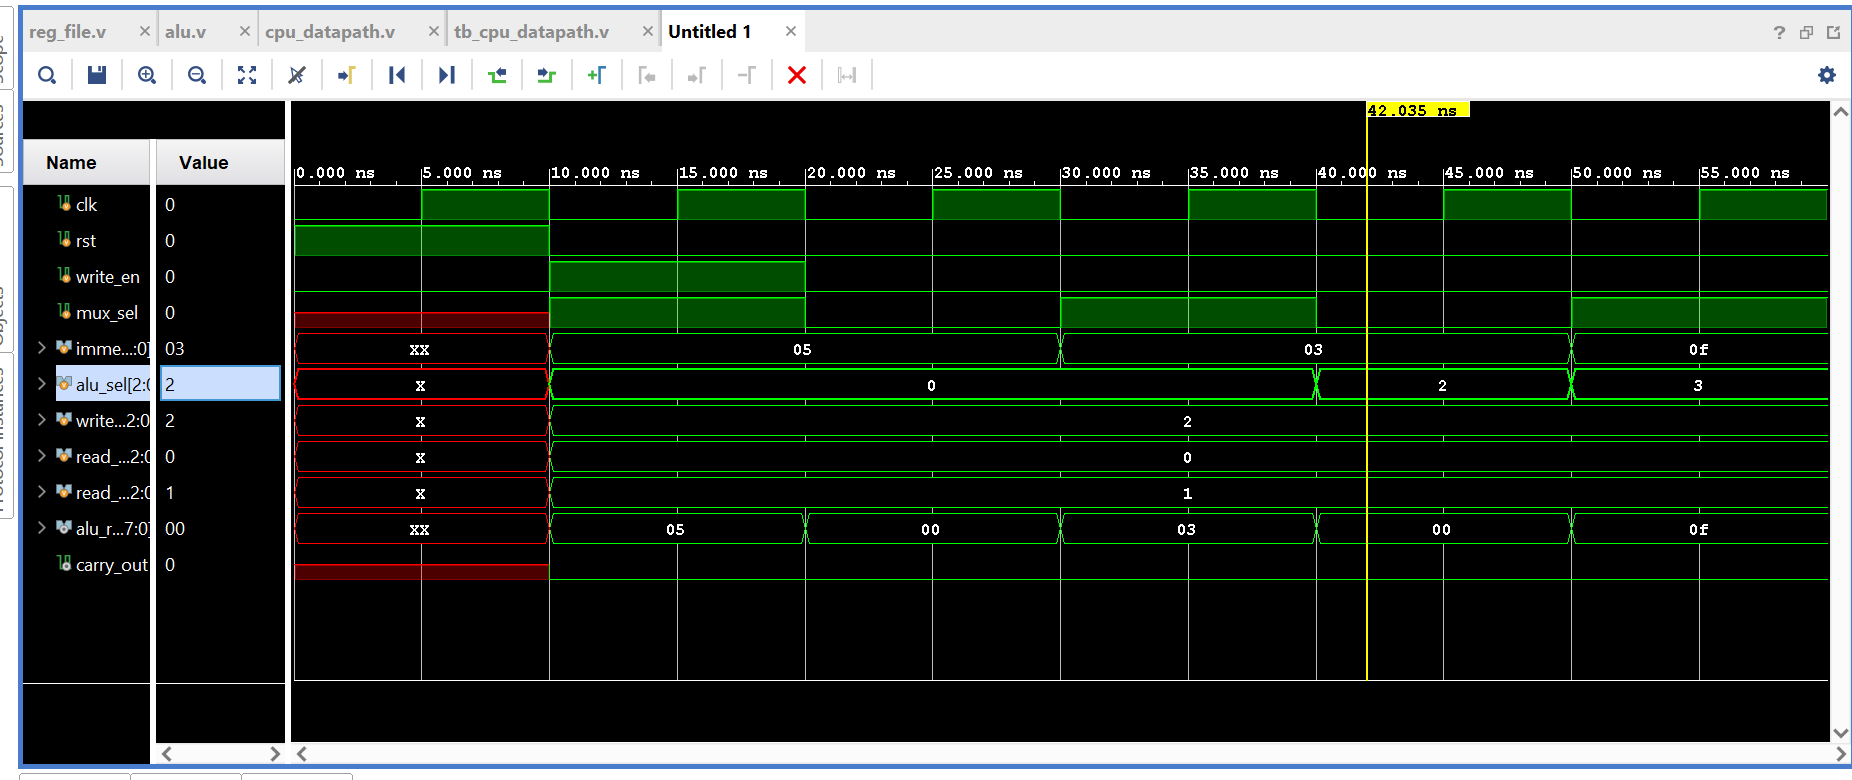 reg_file.v × alu.v × cpu_datapath.v × tb_cpu_datapath.v × Untitled 1 ×
42.035 ns
Name Value
0.000 ns 5.000 ns 10.000 ns 15.000 ns 20.000 ns 25.000 ns 30.000 ns 35.000 ns 40.000 ns 45.000 ns 50.000 ns 55.000 ns
clk 0
rst 0
write_en 0
mux_sel 0
imme...:0] 03 XX 05 03 0f
alu_sel[2:0 2 X 0 2 3
write...2:0 2 X 2
read_...2:0 0 X 0
read_...2:0 1 X 1
alu_r...7:0] 00 XX 05 00 03 00 0f
carry_out 0
Objects
Protocol Instances